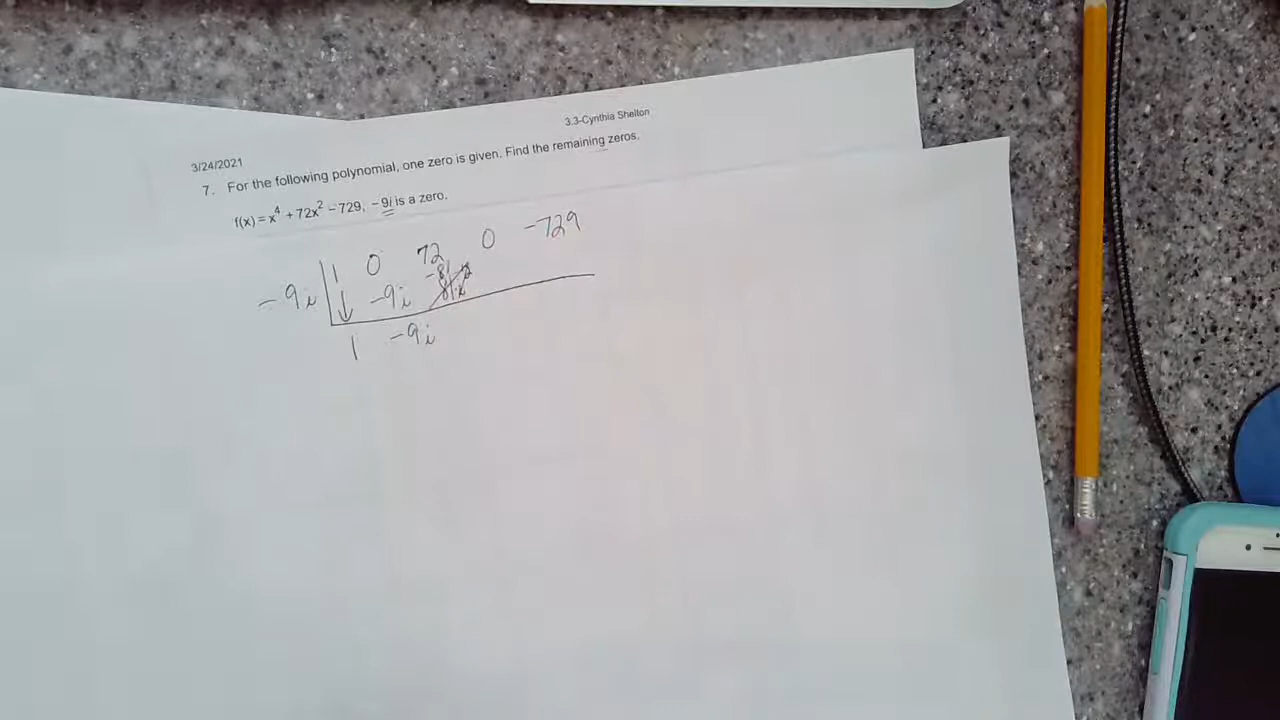 3.3-Cynthia Shelton
3/24/2021
7. For the following polynomial, one zero is given. Find the remaining zeros.
f(x) = x⁴ + 72x² − 729, − 9i is a zero.
-9i 1 0 72 0 -729
-9i -81
1 -9i